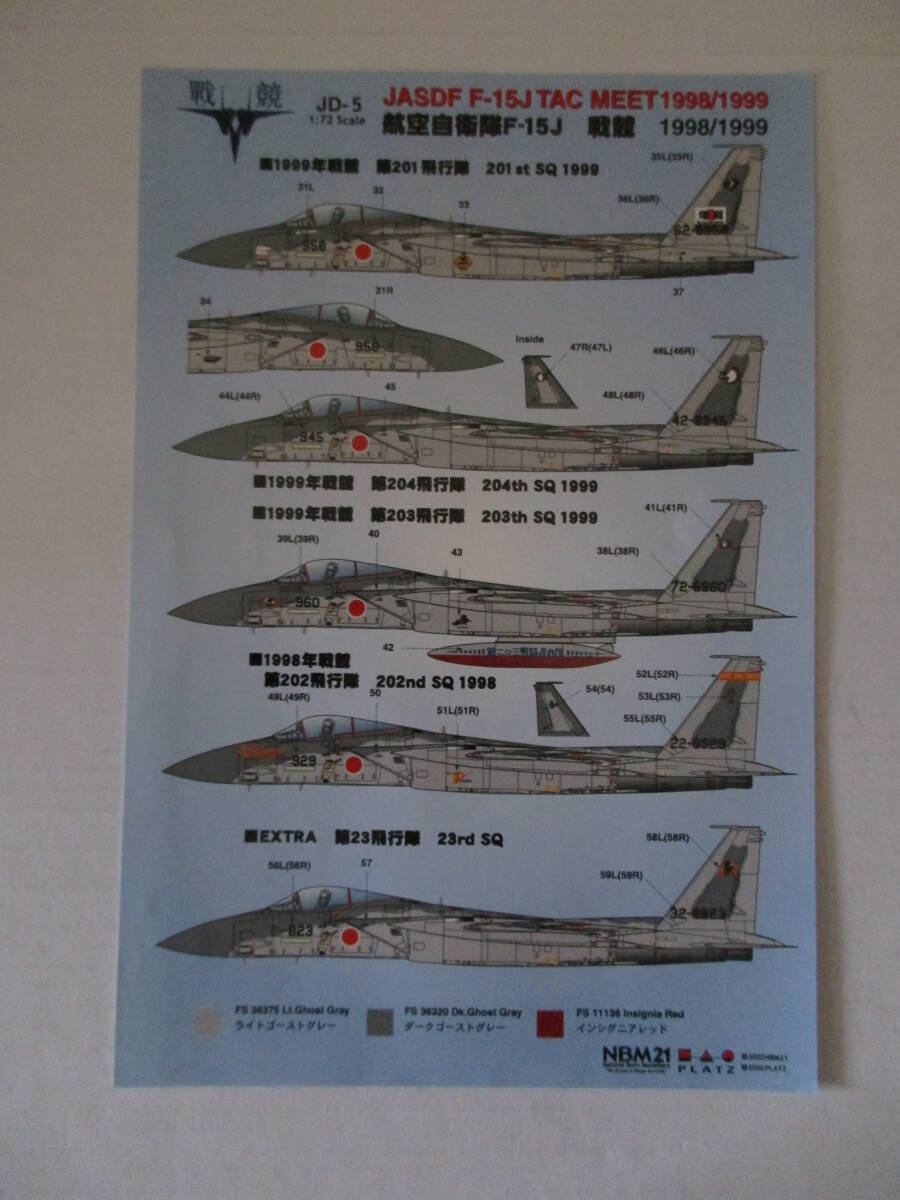 戰競
JD-5
1:72 Scale
JASDF F-15J TAC MEET 1998/1999
航空自衛隊F-15J 戦競 1998/1999
■1999年戦競 第201飛行隊 201st SQ 1999
31L
32
33
35L(35R)
36L(36R)
958
62-8958
37
34
31R
958
Inside
47R(47L)
46L(46R)
44L(44R)
45
48L(48R)
945
42-8945
■1999年戦競 第204飛行隊 204th SQ 1999
■1999年戦競 第203飛行隊 203th SQ 1999
39L(39R)
40
43
41L(41R)
38L(38R)
960
72-8960
42
■1998年戦競
第202飛行隊 202nd SQ 1998
49L(49R)
50
51L(51R)
54(54)
52L(52R)
53L(53R)
55L(55R)
929
22-8929
■EXTRA 第23飛行隊 23rd SQ
56L(56R)
57
58L(58R)
59L(59R)
823
FS 36375 Lt.Ghost Gray
ライトゴーストグレー
FS 36320 Dk.Ghost Gray
ダークゴーストグレー
FS 11136 Insignia Red
インシグニアレッド
NBM21
PLATZ